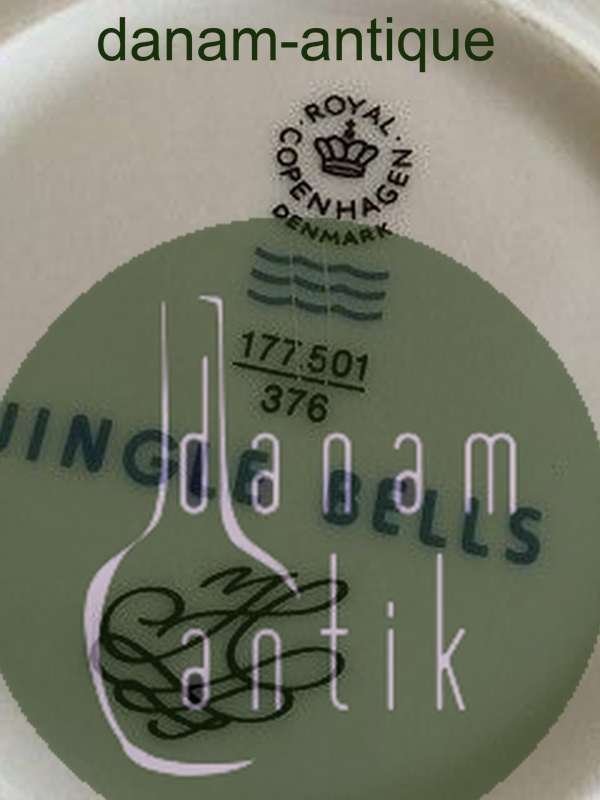 danam-antique
ROYAL COPENHAGEN
DENMARK
177.501
376
JINGLE BELLS
danam
antik